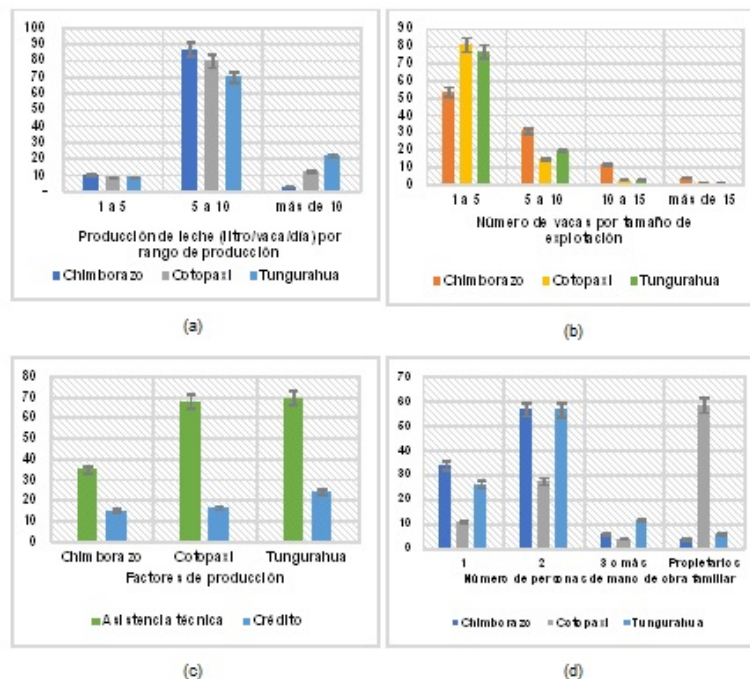 100
90
80
70
60
50
40
30
20
10
-
1 a 5
5 a 10
más de 10
Producción de leche (litro/vaca/día) por
rango de producción
Chimborazo
Cotopaxi
Tungurahua
(a)
90
80
70
60
50
40
30
20
10
0
1 a 5
5 a 10
10 a 15
más de 15
Número de vacas por tamaño de
explotación
Chimborazo
Cotopaxi
Tungurahua
(b)
80
70
60
50
40
30
20
10
0
Chimborazo
Cotopaxi
Tungurahua
Factores de producción
Asistencia técnica
Crédito
(c)
70
60
50
40
30
20
10
0
1
2
3 o más
Propietarios
Número de personas de mano de obra familiar
Chimborazo
Cotopaxi
Tungurahua
(d)